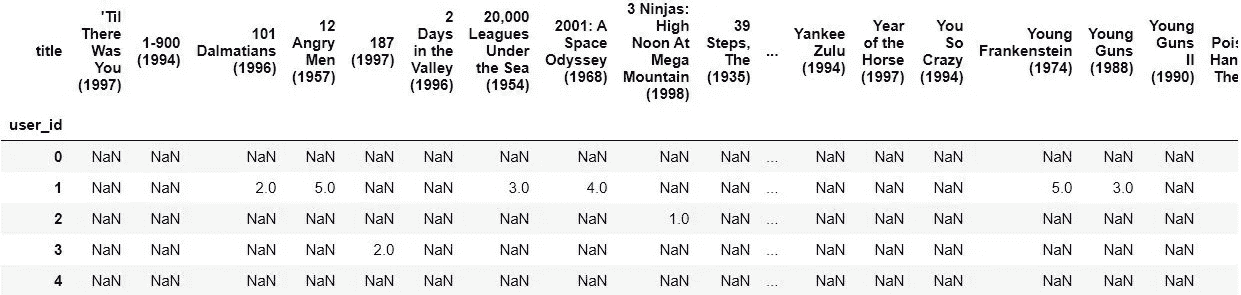 title
'Til
There
Was
You
(1997)
1-900
(1994)
101
Dalmatians
(1996)
12
Angry
Men
(1957)
187
(1997)
2
Days
in the
Valley
(1996)
20,000
Leagues
Under
the Sea
(1954)
2001: A
Space
Odyssey
(1968)
3 Ninjas:
High
Noon At
Mega
Mountain
(1998)
39
Steps,
The
(1935)
...
Yankee
Zulu
(1994)
Year
of the
Horse
(1997)
You
So
Crazy
(1994)
Young
Frankenstein
(1974)
Young
Guns
(1988)
Young
Guns
II
(1990)
Pois
Han
The
user_id
0 NaN NaN NaN NaN NaN NaN NaN NaN NaN NaN ... NaN NaN NaN NaN NaN NaN
1 NaN NaN 2.0 5.0 NaN NaN 3.0 4.0 NaN NaN ... NaN NaN NaN 5.0 3.0 NaN
2 NaN NaN NaN NaN NaN NaN NaN NaN 1.0 NaN ... NaN NaN NaN NaN NaN NaN
3 NaN NaN NaN NaN 2.0 NaN NaN NaN NaN NaN ... NaN NaN NaN NaN NaN NaN
4 NaN NaN NaN NaN NaN NaN NaN NaN NaN NaN ... NaN NaN NaN NaN NaN NaN